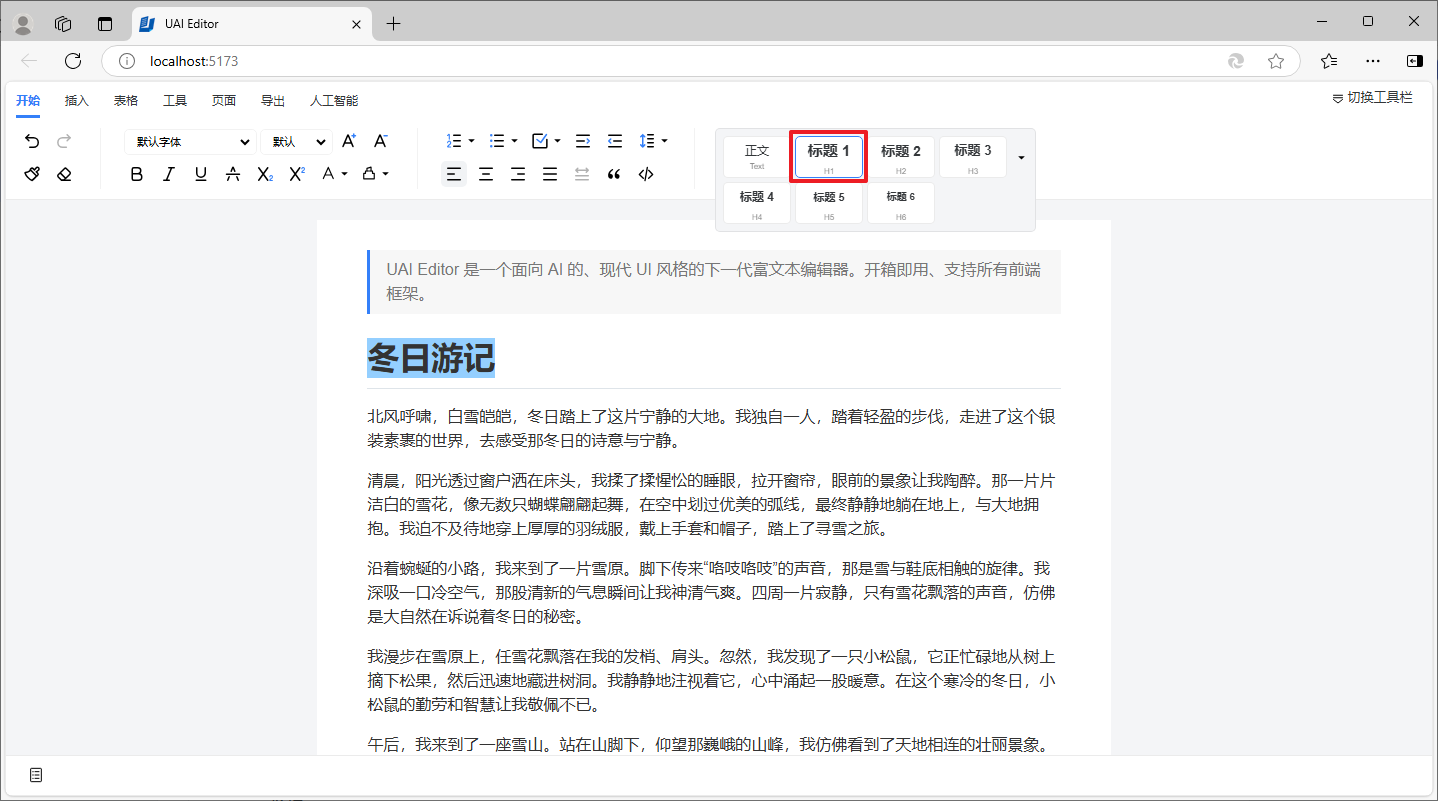 UAI Editor
localhost:5173
开始 插入 表格 工具 页面 导出 人工智能
切换工具栏
默认字体 默认
正文 标题 1 标题 2 标题 3
Text H1 H2 H3
标题 4 标题 5 标题 6
H4 H5 H6
UAI Editor 是一个面向 AI 的、现代 UI 风格的下一代富文本编辑器。开箱即用、支持所有前端
框架。
冬日游记
北风呼啸，白雪皑皑，冬日踏上了这片宁静的大地。我独自一人，踏着轻盈的步伐，走进了这个银
装素裹的世界，去感受那冬日的诗意与宁静。
清晨，阳光透过窗户洒在床头，我揉了揉惺忪的睡眼，拉开窗帘，眼前的景象让我陶醉。那一片片
洁白的雪花，像无数只蝴蝶翩翩起舞，在空中划过优美的弧线，最终静静地躺在地上，与大地拥
抱。我迫不及待地穿上厚厚的羽绒服，戴上手套和帽子，踏上了寻雪之旅。
沿着蜿蜒的小路，我来到了一片雪原。脚下传来“咯吱咯吱”的声音，那是雪与鞋底相触的旋律。我
深吸一口冷空气，那股清新的气息瞬间让我神清气爽。四周一片寂静，只有雪花飘落的声音，仿佛
是大自然在诉说着冬日的秘密。
我漫步在雪原上，任雪花飘落在我的发梢、肩头。忽然，我发现了一只小松鼠，它正忙碌地从树上
摘下松果，然后迅速地藏进树洞。我静静地注视着它，心中涌起一股暖意。在这个寒冷的冬日，小
松鼠的勤劳和智慧让我敬佩不已。
午后，我来到了一座雪山。站在山脚下，仰望那巍峨的山峰，我仿佛看到了天地相连的壮丽景象。